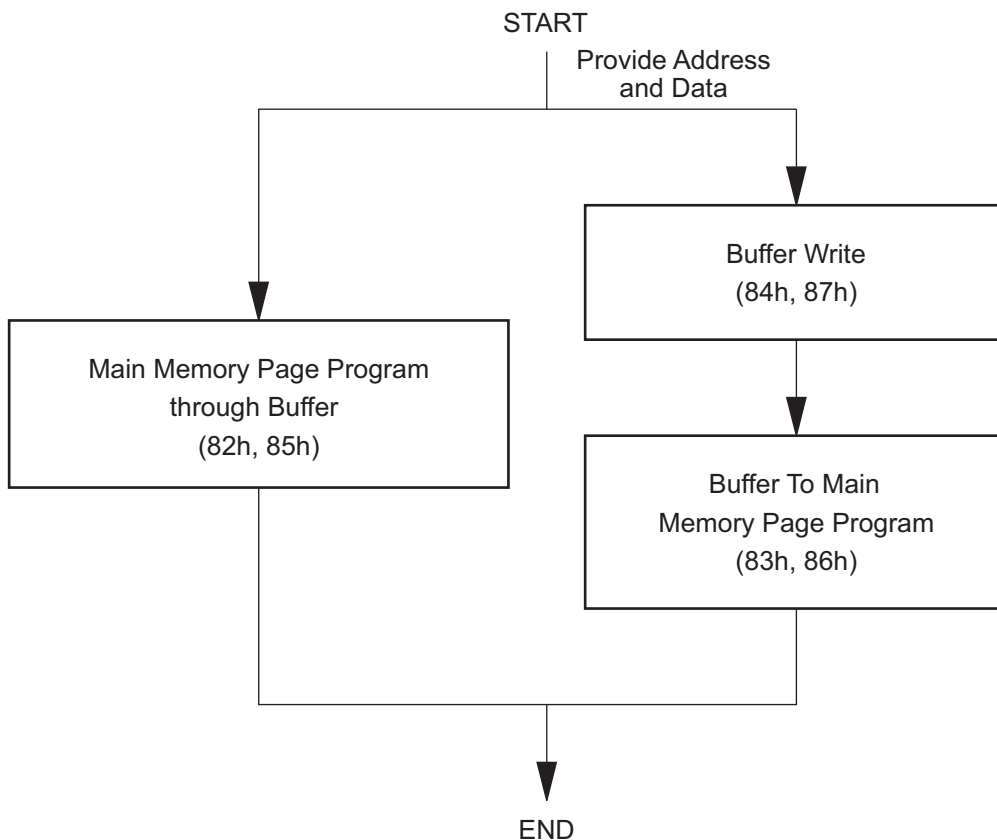 START
Provide Address
and Data
Buffer Write
(84h, 87h)
Main Memory Page Program
through Buffer
(82h, 85h)
Buffer To Main
Memory Page Program
(83h, 86h)
END